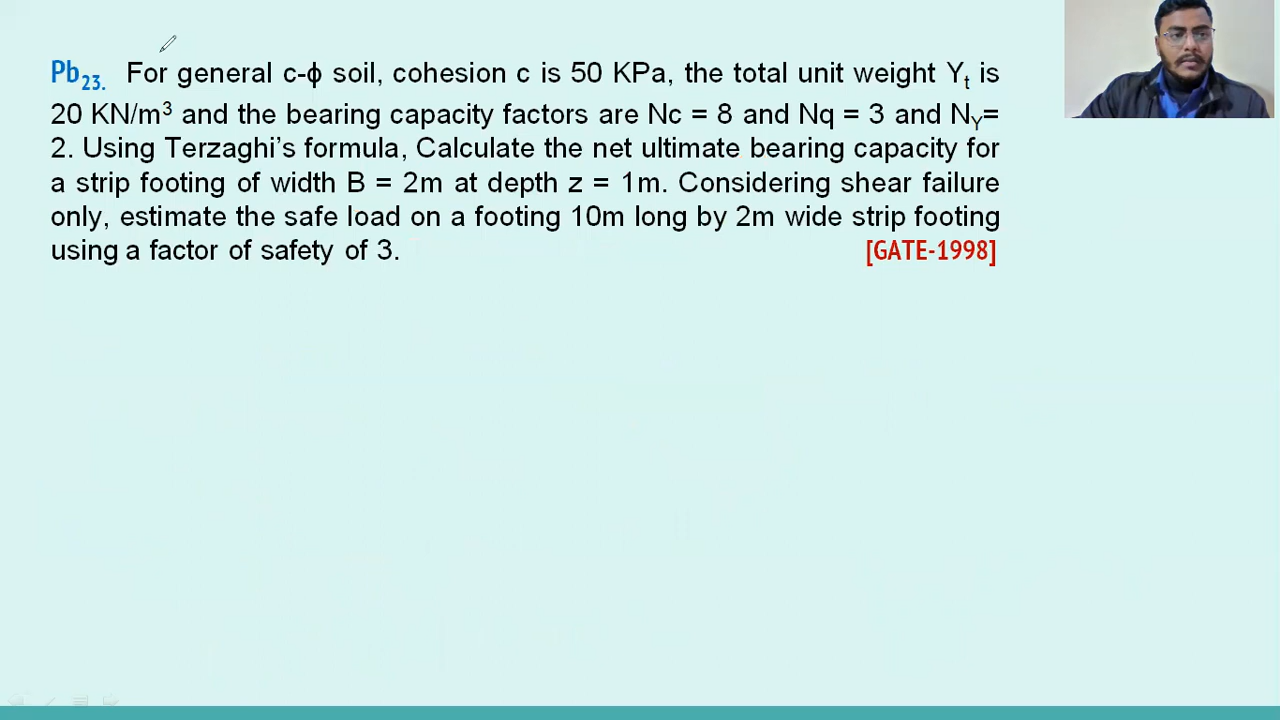 Pb23. For general c-ϕ soil, cohesion c is 50 KPa, the total unit weight Yt is
20 KN/m³ and the bearing capacity factors are Nc = 8 and Nq = 3 and NY=
2. Using Terzaghi's formula, Calculate the net ultimate bearing capacity for
a strip footing of width B = 2m at depth z = 1m. Considering shear failure
only, estimate the safe load on a footing 10m long by 2m wide strip footing
using a factor of safety of 3. [GATE-1998]